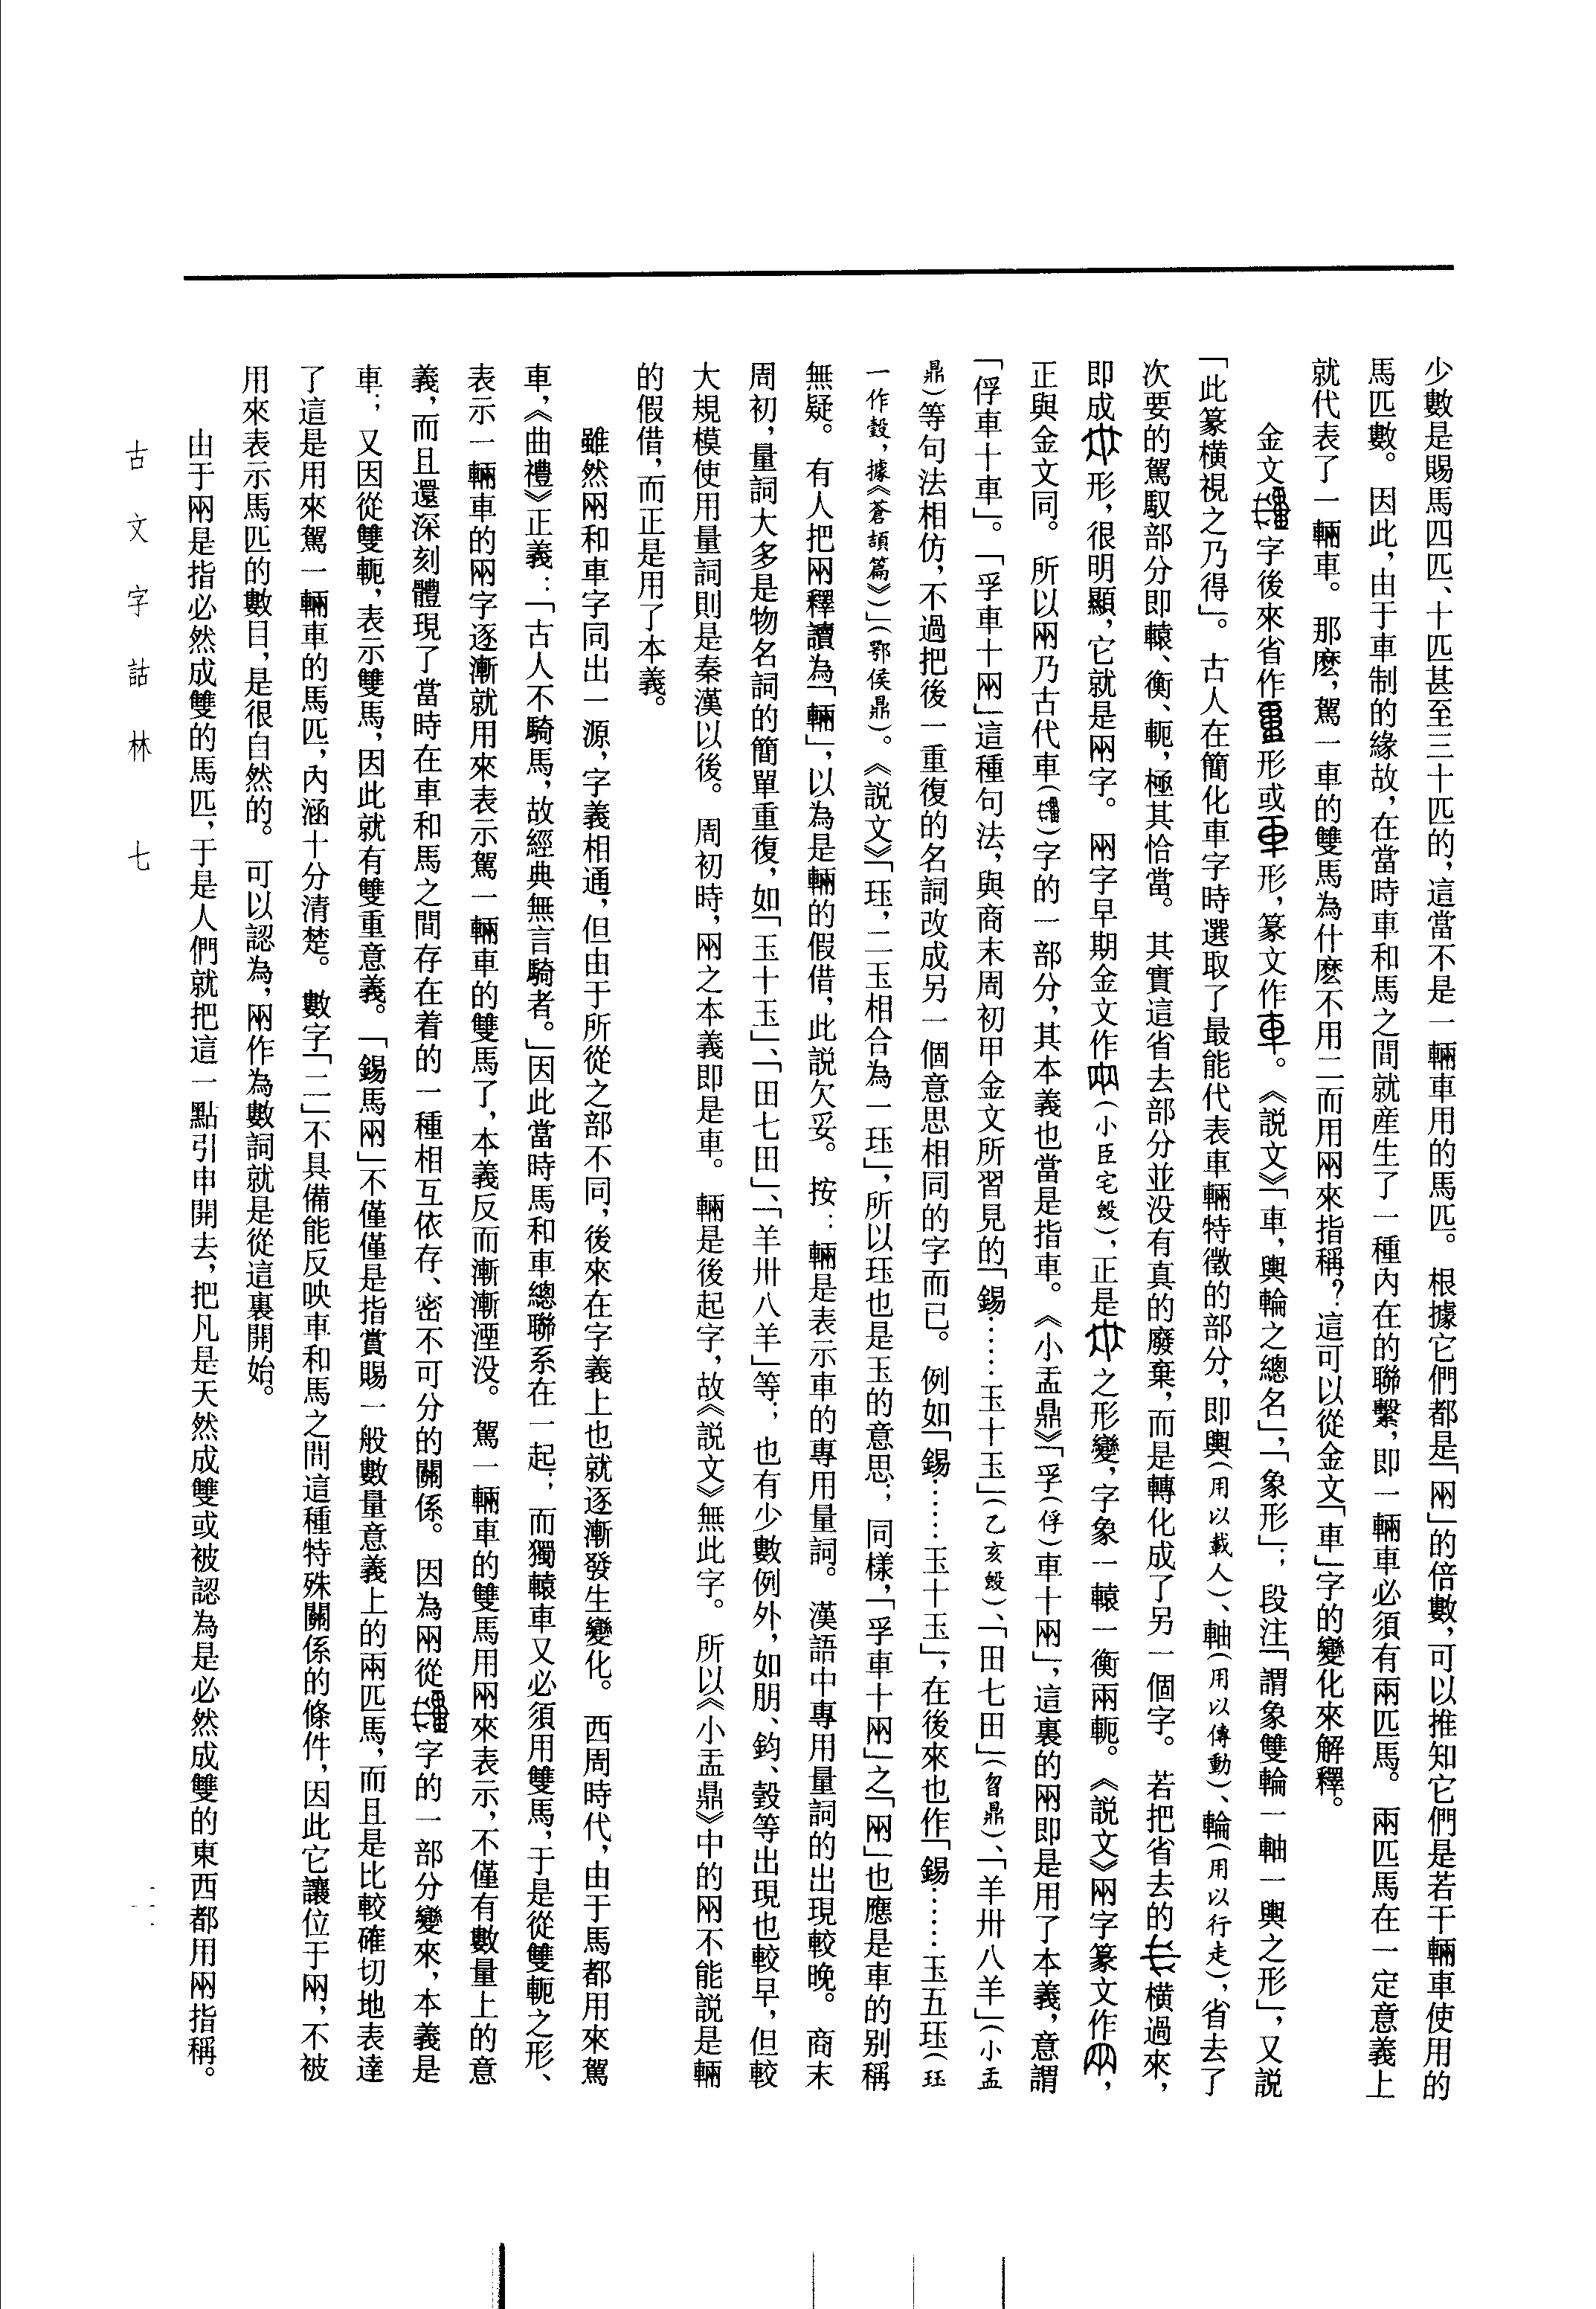 少數是賜馬四匹、十匹甚至三十匹的，這當不是一輛車用的馬匹。根據它們都是「兩」的倍數，可以推知它們是若干輛車使用的
馬匹數。因此，由于車制的緣故，在當時車和馬之間就産生了一種內在的聯繫，即一輛車必須有兩匹馬。兩匹馬在一定意義上
就代表了一輛車。那麽，駕一車的雙馬為什麽不用二而用兩來指稱？這可以從金文「車」字的變化來解釋。
金文字後來省作形或形，篆文作。《説文》「車，輿輪之總名」，「象形」；段注「謂象雙輪一軸一輿之形」，又説
「此篆橫視之乃得」。古人在簡化車字時選取了最能代表車輛特徵的部分，即輿（用以載人）、軸（用以傳動）、輪（用以行走），省去了
次要的駕馭部分即轅、衡、軛，極其恰當。其實這省去部分並没有真的廢棄，而是轉化成了另一個字。若把省去的橫過來，
即成形，很明顯，它就是兩字。兩字早期金文作（小臣宅𣪘），正是之形變，字象一轅一衡兩軛。《説文》兩字篆文作，
正與金文同。所以兩乃古代車（）字的一部分，其本義也當是指車。《小盂鼎》「孚（俘）車十兩」，這裏的兩即是用了本義，意謂
「俘車十車」。「孚車十兩」這種句法，與商末周初甲金文所習見的「錫……玉十玉」（乙亥𣪘）、「田七田」（曶鼎）、「羊卅八羊」（小盂
鼎）等句法相仿，不過把後一重復的名詞改成另一個意思相同的字而已。例如「錫……玉十玉」，在後來也作「錫……玉五玨（玨
一作瑴，據《蒼頡篇》）」（鄂侯鼎）。《説文》「玨，二玉相合為一玨」，所以玨也是玉的意思；同樣，「孚車十兩」之「兩」也應是車的别稱
無疑。有人把兩釋讀為「輛」，以為是輛的假借，此説欠妥。按：輛是表示車的專用量詞。漢語中專用量詞的出現較晚。商末
周初，量詞大多是物名詞的簡單重復，如「玉十玉」、「田七田」、「羊卅八羊」等；也有少數例外，如朋、鈞、瑴等出現也較早，但較
大規模使用量詞則是秦漢以後。周初時，兩之本義即是車。輛是後起字，故《説文》無此字。所以《小盂鼎》中的兩不能説是輛
的假借，而正是用了本義。
雖然兩和車字同出一源，字義相通，但由于所從之部不同，後來在字義上也就逐漸發生變化。西周時代，由于馬都用來駕
車，《曲禮》正義：「古人不騎馬，故經典無言騎者。」因此當時馬和車總聯系在一起；而獨轅車又必須用雙馬，于是從雙軛之形、
表示一輛車的兩字逐漸就用來表示駕一輛車的雙馬了，本義反而漸漸湮没。駕一輛車的雙馬用兩來表示，不僅有數量上的意
義，而且還深刻體現了當時在車和馬之間存在着的一種相互依存、密不可分的關係。因為兩從字的一部分變來，本義是
車；又因從雙軛，表示雙馬，因此就有雙重意義。「錫馬兩」不僅僅是指賞賜一般數量意義上的兩匹馬，而且是比較確切地表達
了這是用來駕一輛車的馬匹，內涵十分清楚。數字「二」不具備能反映車和馬之間這種特殊關係的條件，因此它讓位于兩，不被
用來表示馬匹的數目，是很自然的。可以認為，兩作為數詞就是從這裏開始。
由于兩是指必然成雙的馬匹，于是人們就把這一點引申開去，把凡是天然成雙或被認為是必然成雙的東西都用兩指稱。
古文字詁林 七